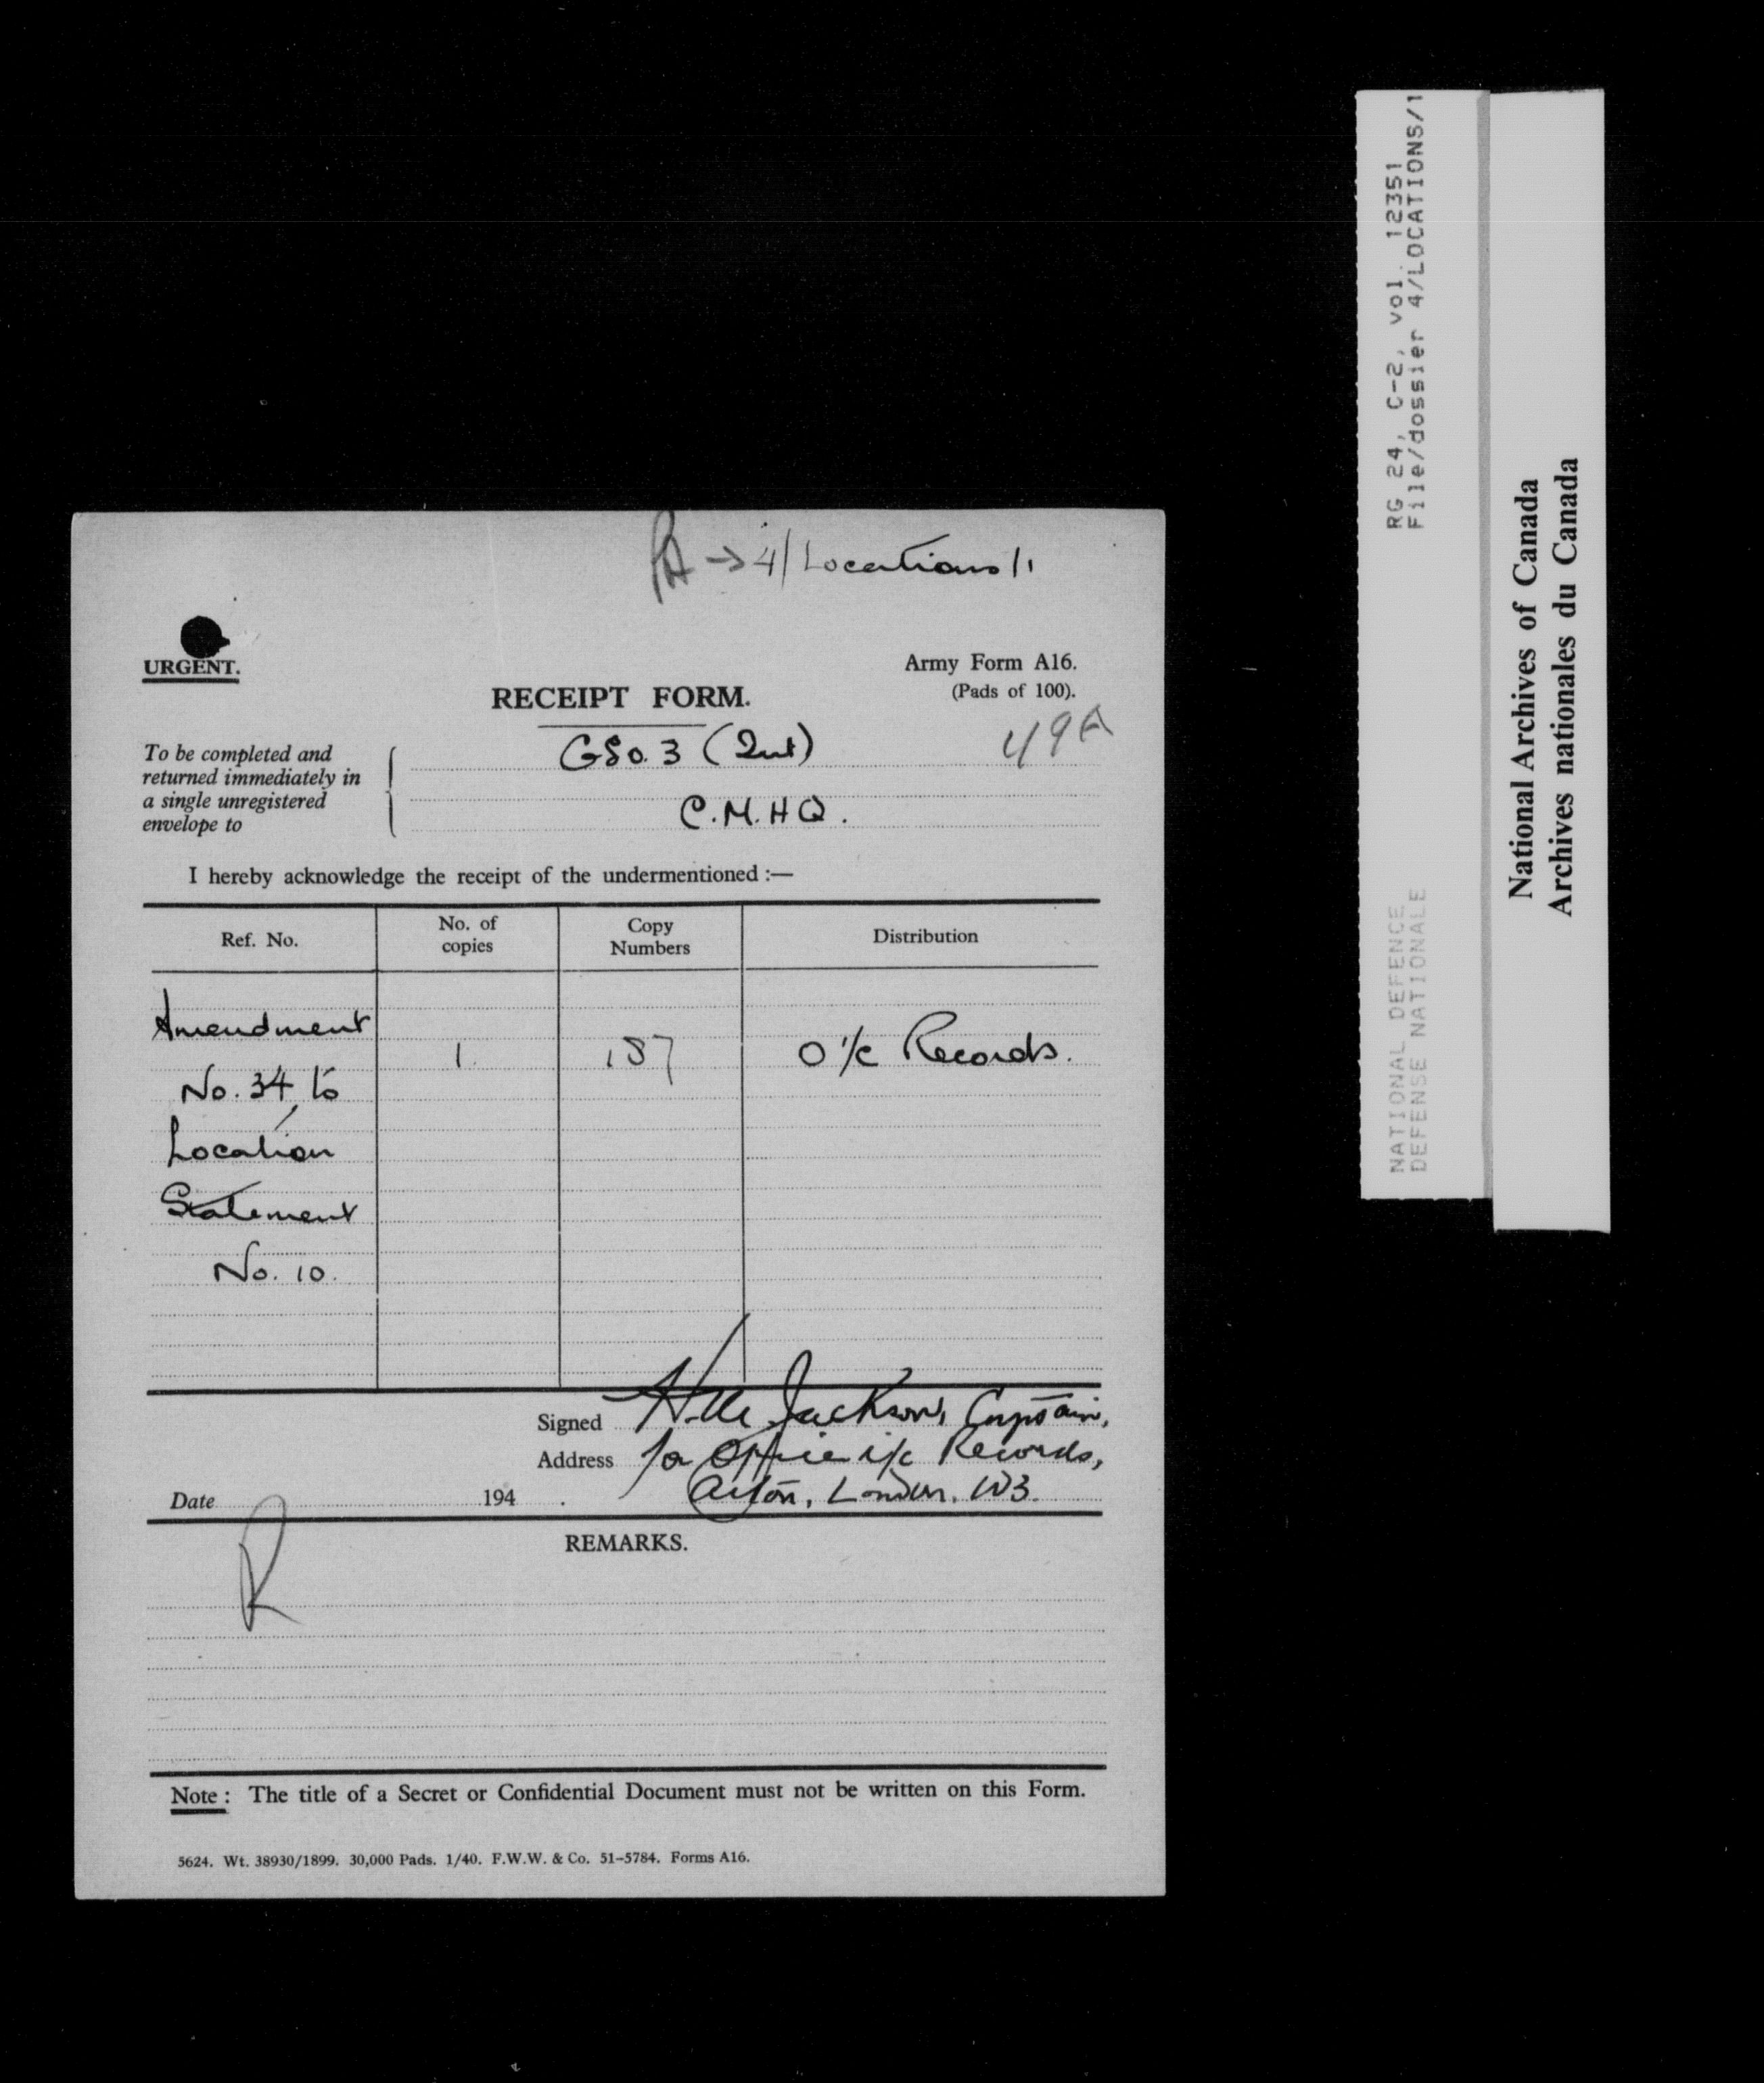 PA → 4/Locations/1
URGENT.
Army Form A16.
(Pads of 100).
RECEIPT FORM.
49A
To be completed and
returned immediately in
a single unregistered
envelope to
GSO. 3 (Int)
C.M.HQ.
I hereby acknowledge the receipt of the undermentioned :—
Ref. No.
No. of
copies
Copy
Numbers
Distribution
Amendment
No. 34 to
Location
Statement
No. 10.
1.
187
O i/c Records.
Signed Jackson, Captain,
Address for Officer i/c Records,
Acton, London. W3.
Date 194 .
R
REMARKS.
Note : The title of a Secret or Confidential Document must not be written on this Form.
5624. Wt. 38930/1899. 30,000 Pads. 1/40. F.W.W. & Co. 51-5784. Forms A16.
RG 24, C-2, vol. 12351
File/dossier 4/LOCATIONS/1
NATIONAL DEFENCE
DEFENSE NATIONALE
National Archives of Canada
Archives nationales du Canada